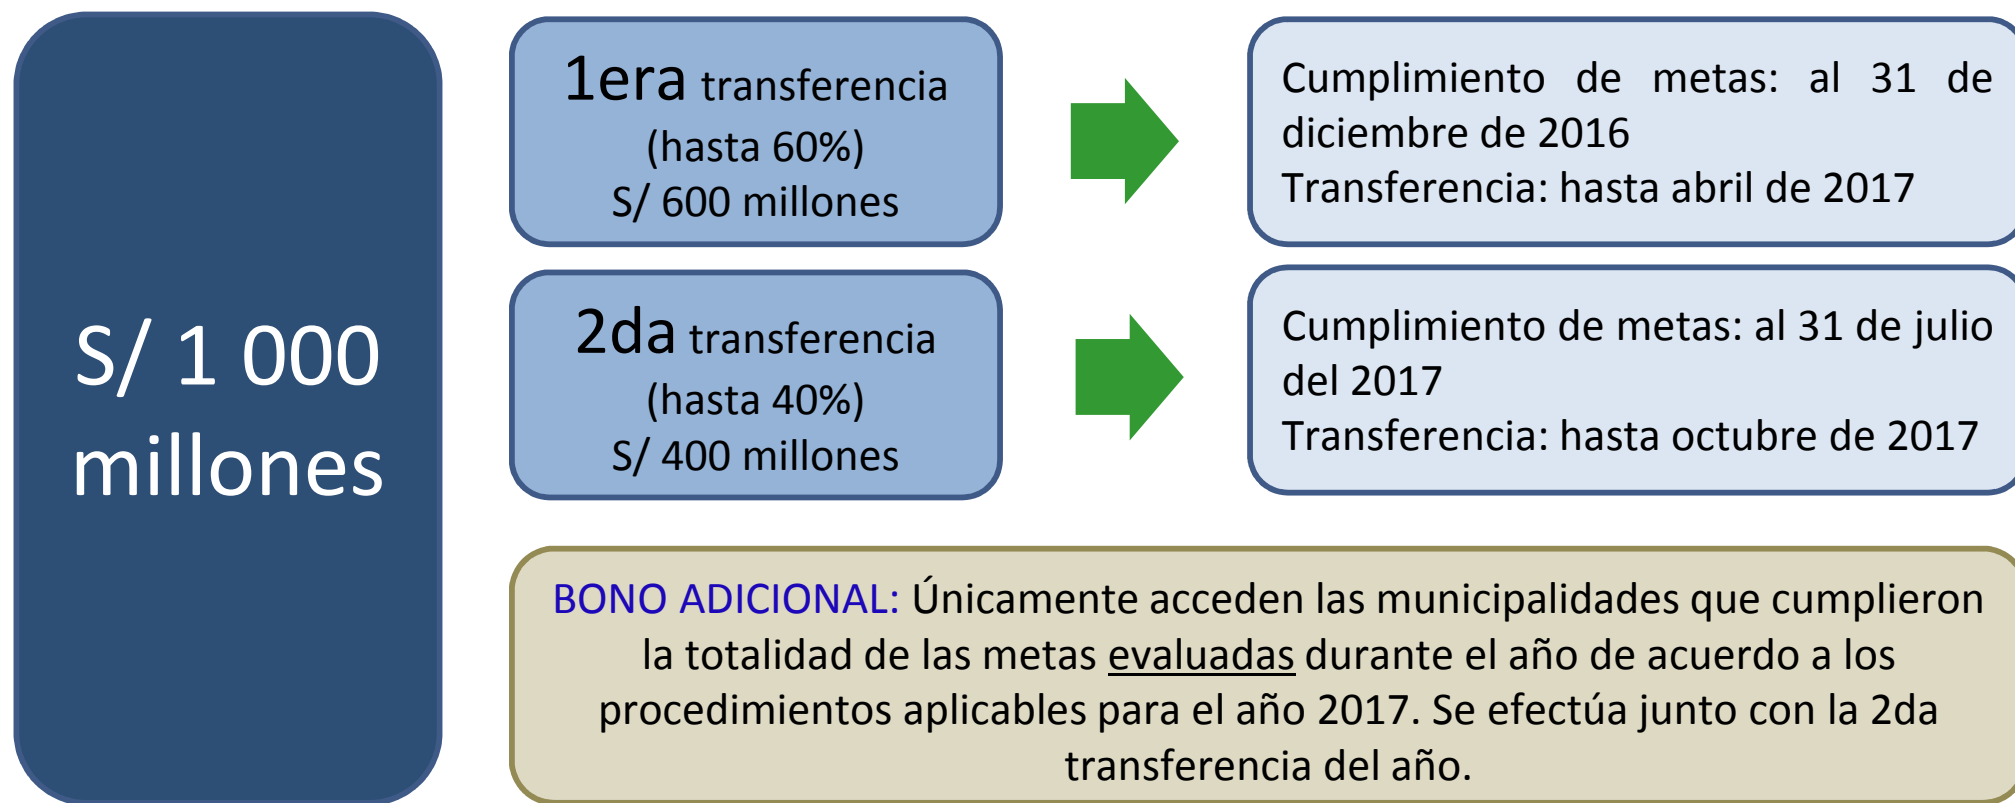 S/ 1 000
millones
1era transferencia
(hasta 60%)
S/ 600 millones
Cumplimiento de metas: al 31 de
diciembre de 2016
Transferencia: hasta abril de 2017
2da transferencia
(hasta 40%)
S/ 400 millones
Cumplimiento de metas: al 31 de julio
del 2017
Transferencia: hasta octubre de 2017
BONO ADICIONAL: Únicamente acceden las municipalidades que cumplieron
la totalidad de las metas evaluadas durante el año de acuerdo a los
procedimientos aplicables para el año 2017. Se efectúa junto con la 2da
transferencia del año.